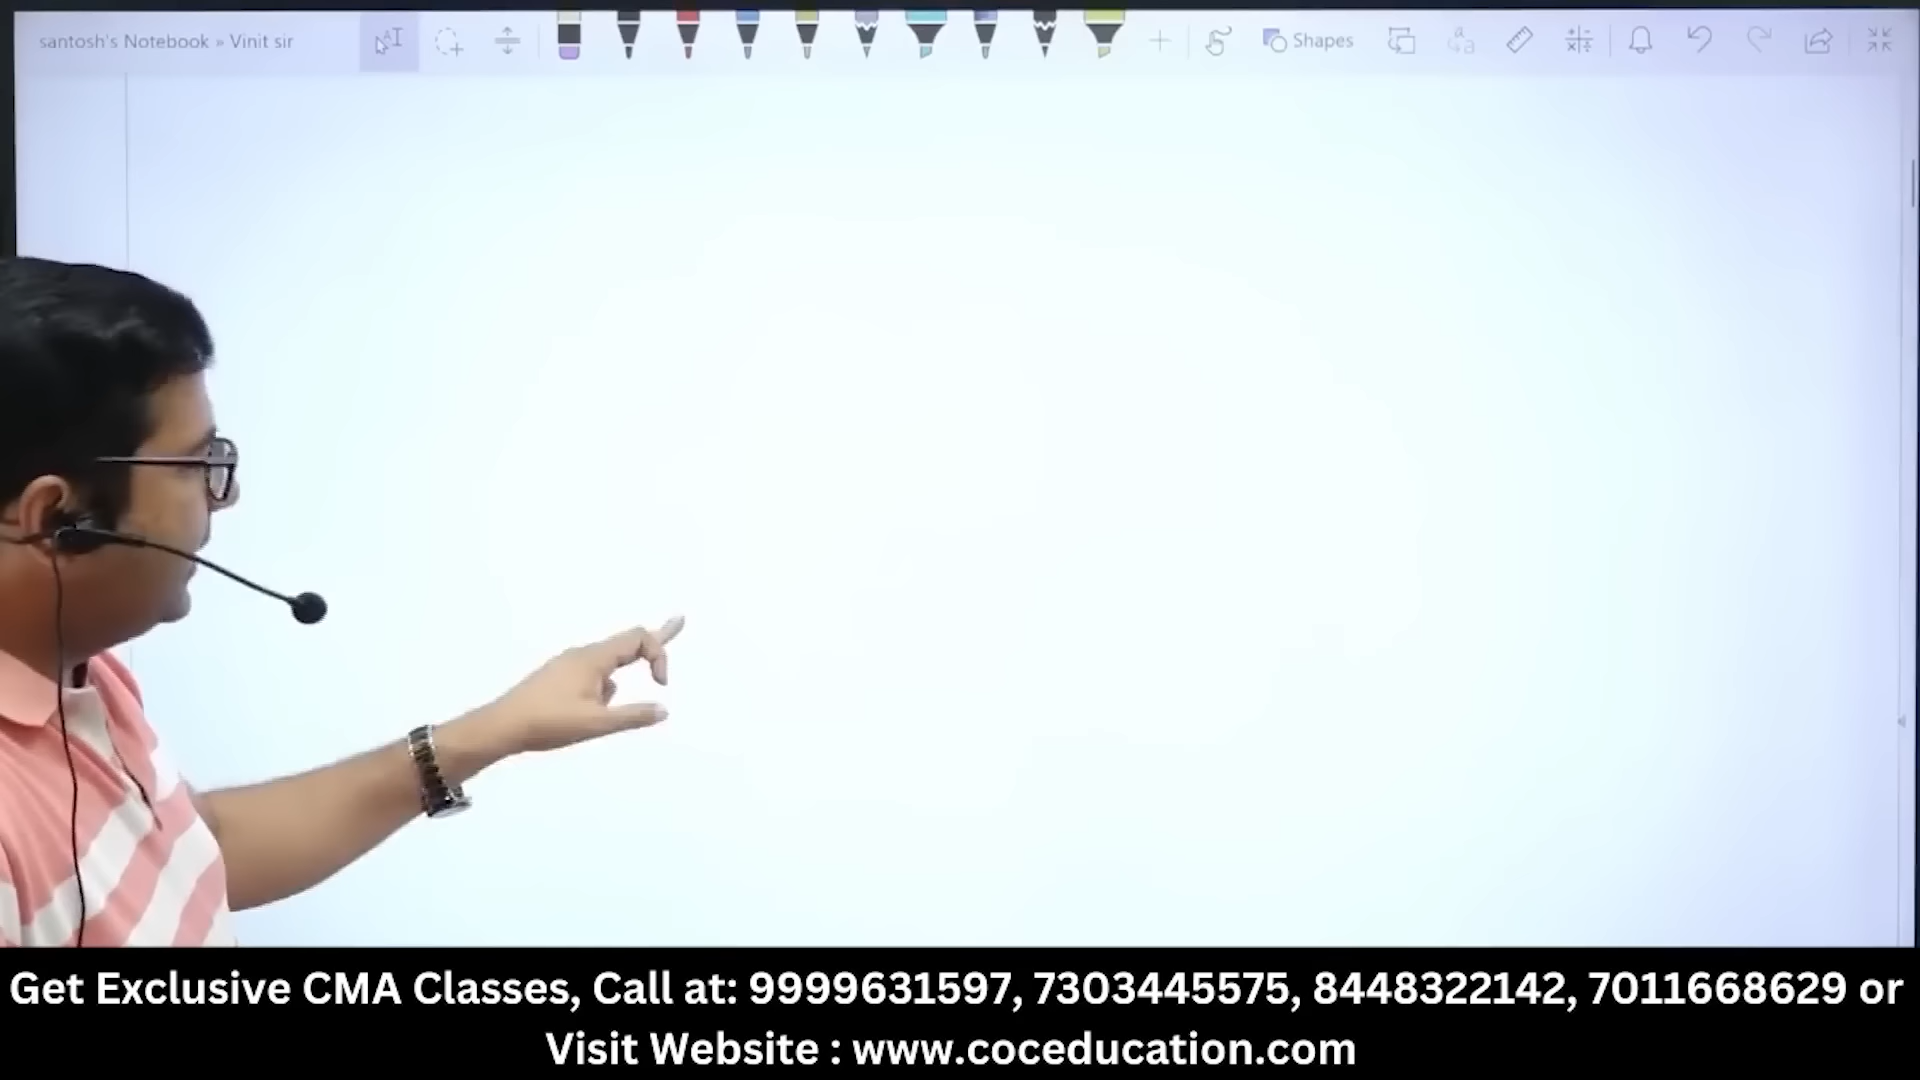 santosh's Notebook » Vinit sir
Shapes
Get Exclusive CMA Classes, Call at: 9999631597, 7303445575, 8448322142, 7011668629 or
Visit Website : www.coceducation.com